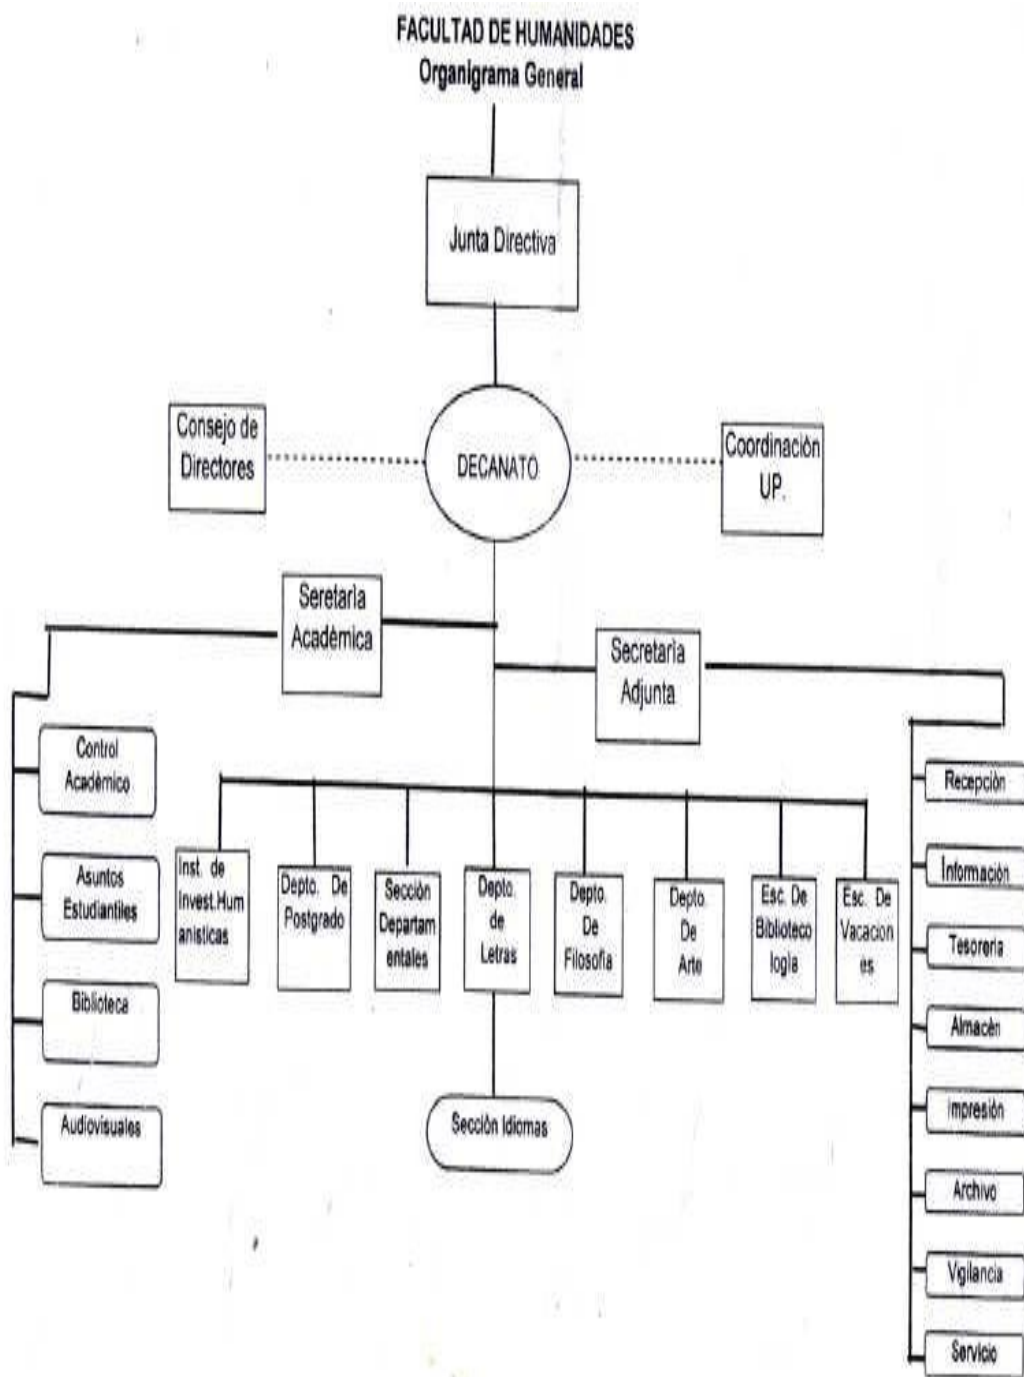 FACULTAD DE HUMANIDADES
Organigrama General
Junta Directiva
Consejo de
Directores
DECANATO
Coordinación
UP.
Seretaría
Académica
Secretaría
Adjunta
Control
Académico
Asuntos
Estudiantiles
Biblioteca
Audiovisuales
Inst. de
Invest.Hum
anísticas
Depto. De
Postgrado
Sección
Departam
entales
Depto.
de
Letras
Depto.
De
Filosofía
Depto.
De
Arte
Esc. De
Biblioteco
logía
Esc. De
Vacacion
es
Sección Idiomas
Recepción
Información
Tesorería
Almacén
Impresión
Archivo
Vigilancia
Servicio